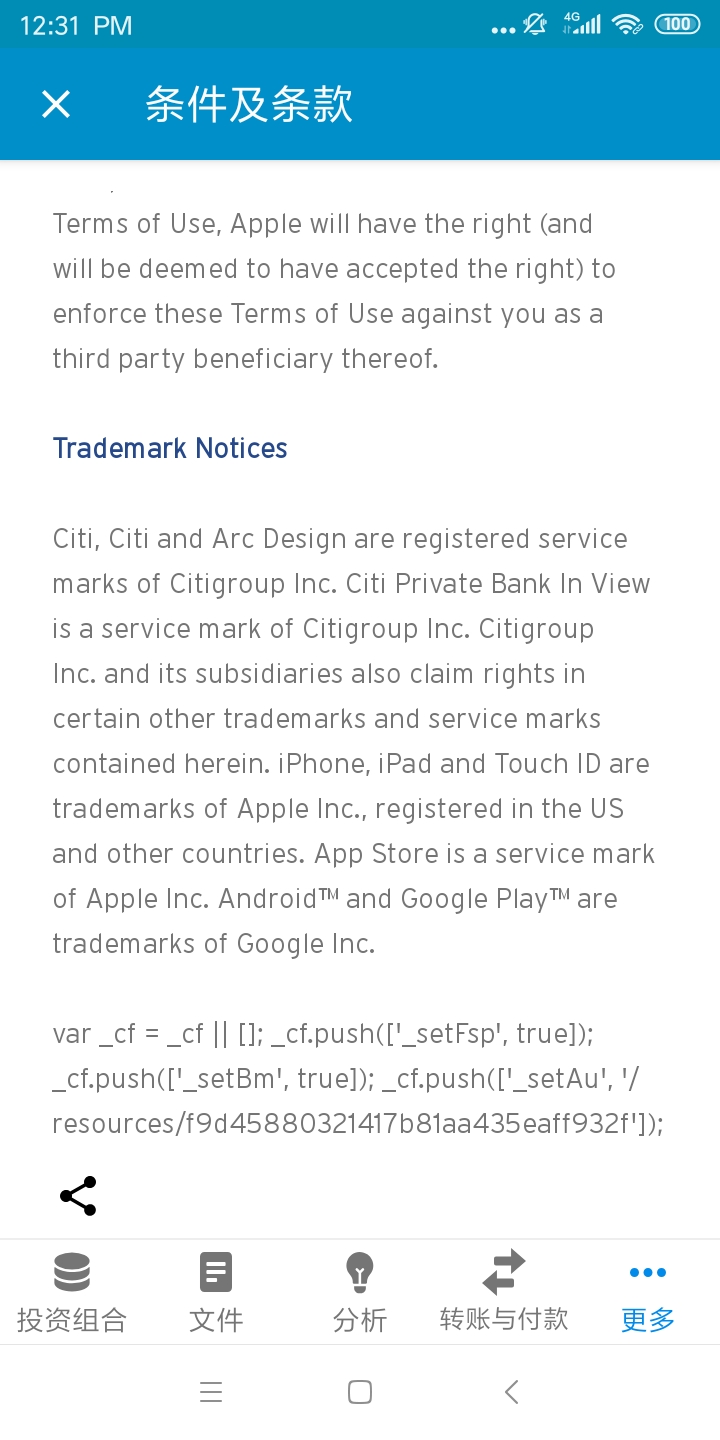 12:31 PM
4G
100
条件及条款
Terms of Use, Apple will have the right (and
will be deemed to have accepted the right) to
enforce these Terms of Use against you as a
third party beneficiary thereof.
Trademark Notices
Citi, Citi and Arc Design are registered service
marks of Citigroup Inc. Citi Private Bank In View
is a service mark of Citigroup Inc. Citigroup
Inc. and its subsidiaries also claim rights in
certain other trademarks and service marks
contained herein. iPhone, iPad and Touch ID are
trademarks of Apple Inc., registered in the US
and other countries. App Store is a service mark
of Apple Inc. Android™ and Google Play™ are
trademarks of Google Inc.
var _cf = _cf || []; _cf.push(['_setFsp', true]);
_cf.push(['_setBm', true]); _cf.push(['_setAu', '/
resources/f9d45880321417b81aa435eaff932f']);
投资组合
文件
分析
转账与付款
更多